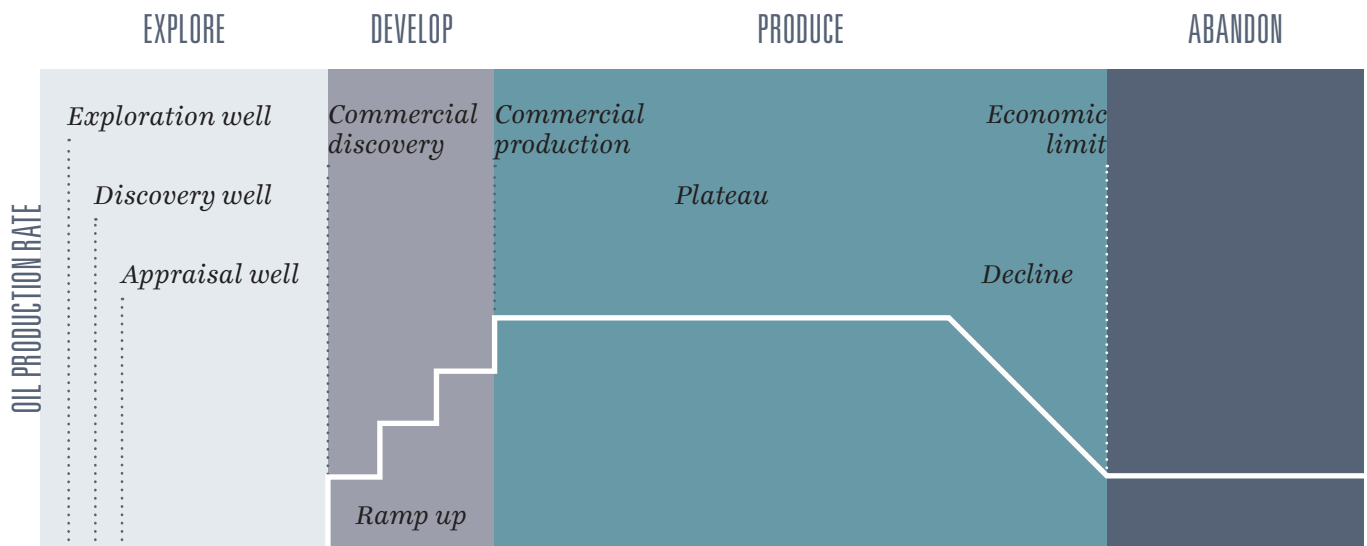 EXPLORE
DEVELOP
PRODUCE
ABANDON
Exploration well
Commercial
discovery
Commercial
production
Economic
limit
Discovery well
Plateau
Appraisal well
Decline
OIL PRODUCTION RATE
Ramp up